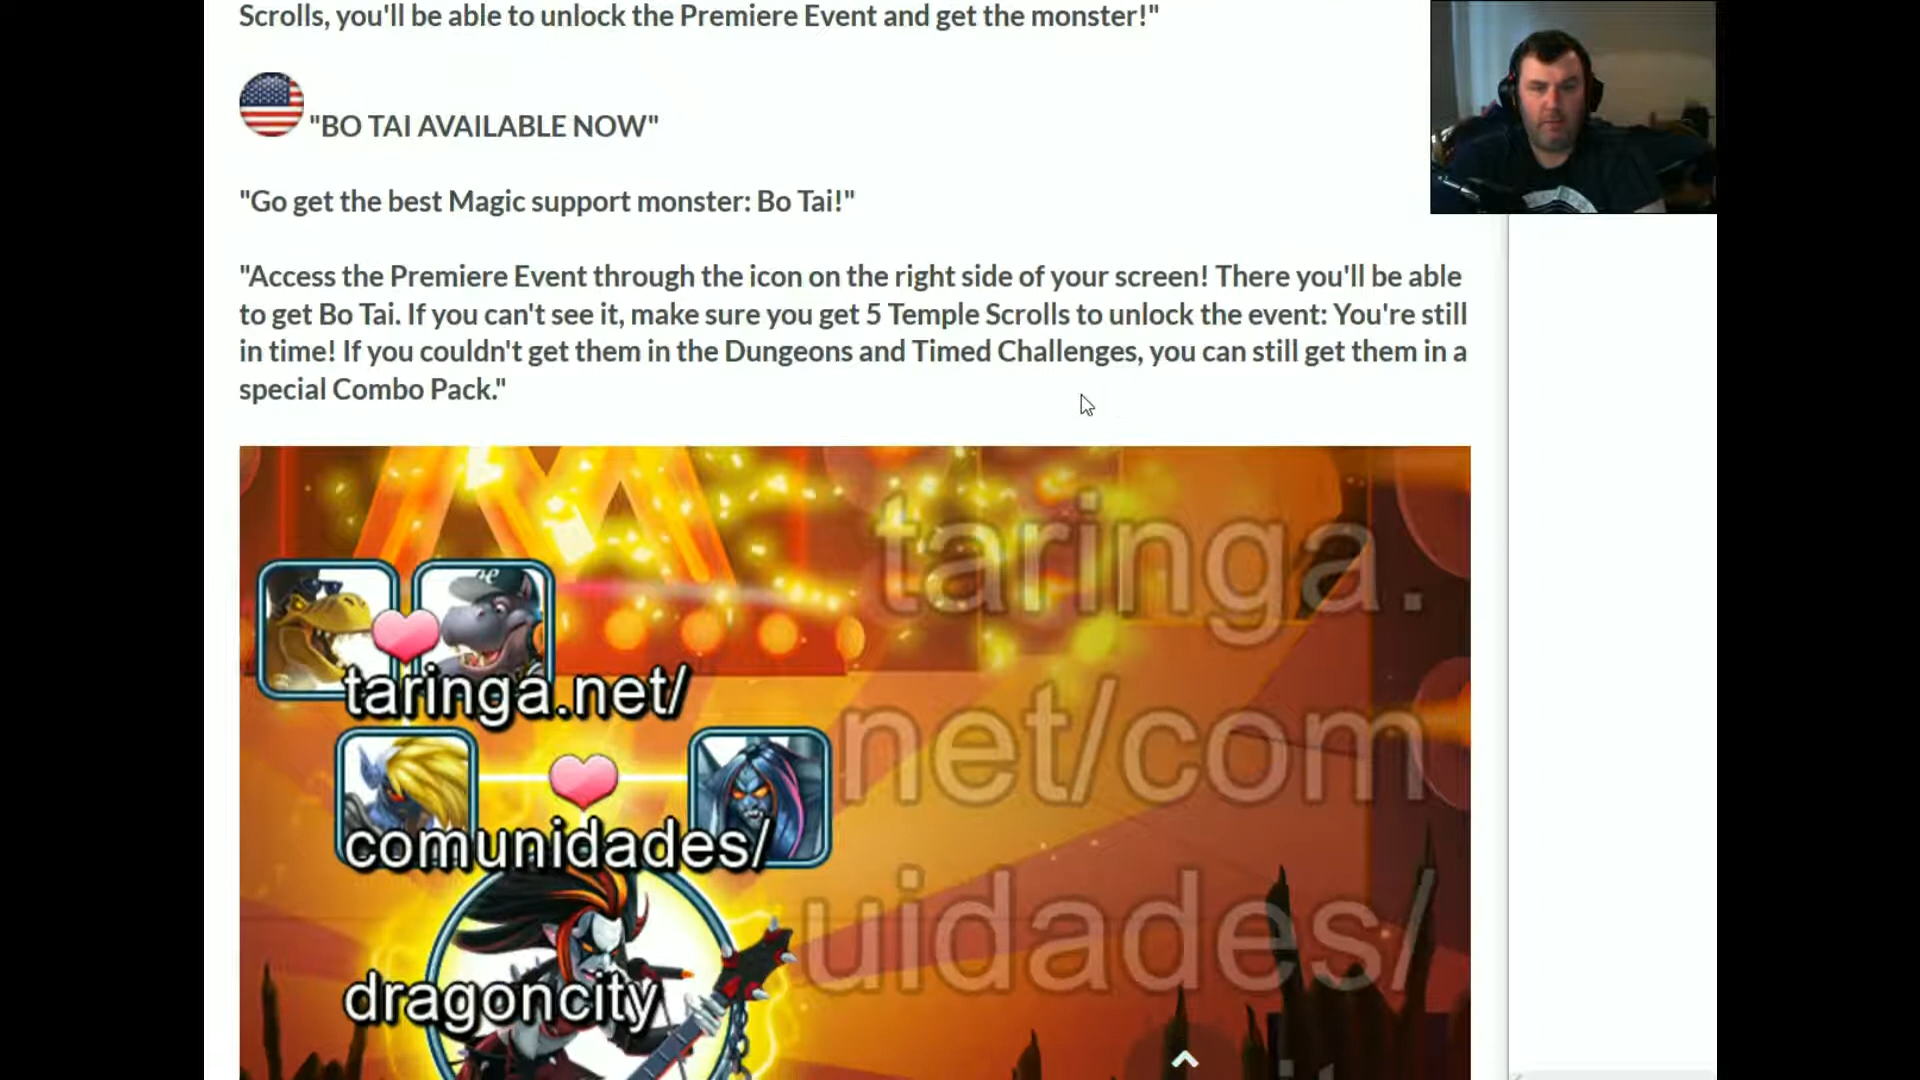 Scrolls, you'll be able to unlock the Premiere Event and get the monster!"
"BO TAI AVAILABLE NOW"
"Go get the best Magic support monster: Bo Tai!"
"Access the Premiere Event through the icon on the right side of your screen! There you'll be able
to get Bo Tai. If you can't see it, make sure you get 5 Temple Scrolls to unlock the event: You're still
in time! If you couldn't get them in the Dungeons and Timed Challenges, you can still get them in a
special Combo Pack."
taringa.
taringa.net/
net/com
comunidades/
uidades/
dragoncity